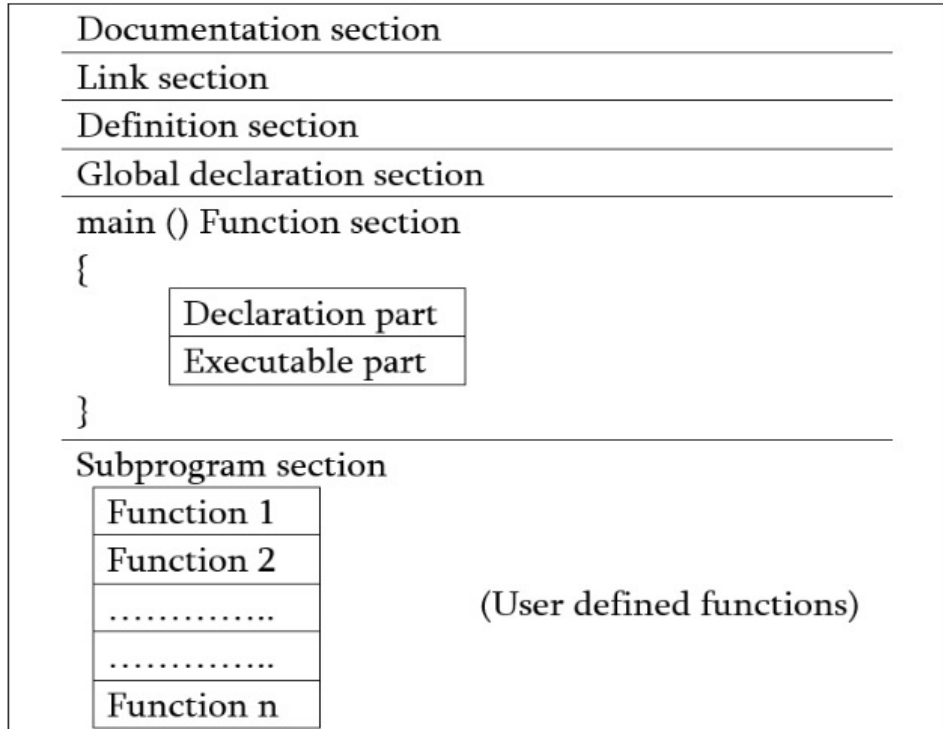 Documentation section
Link section
Definition section
Global declaration section
main () Function section
{
Declaration part
Executable part
}
Subprogram section
Function 1
Function 2
…………..
(User defined functions)
…………..
Function n